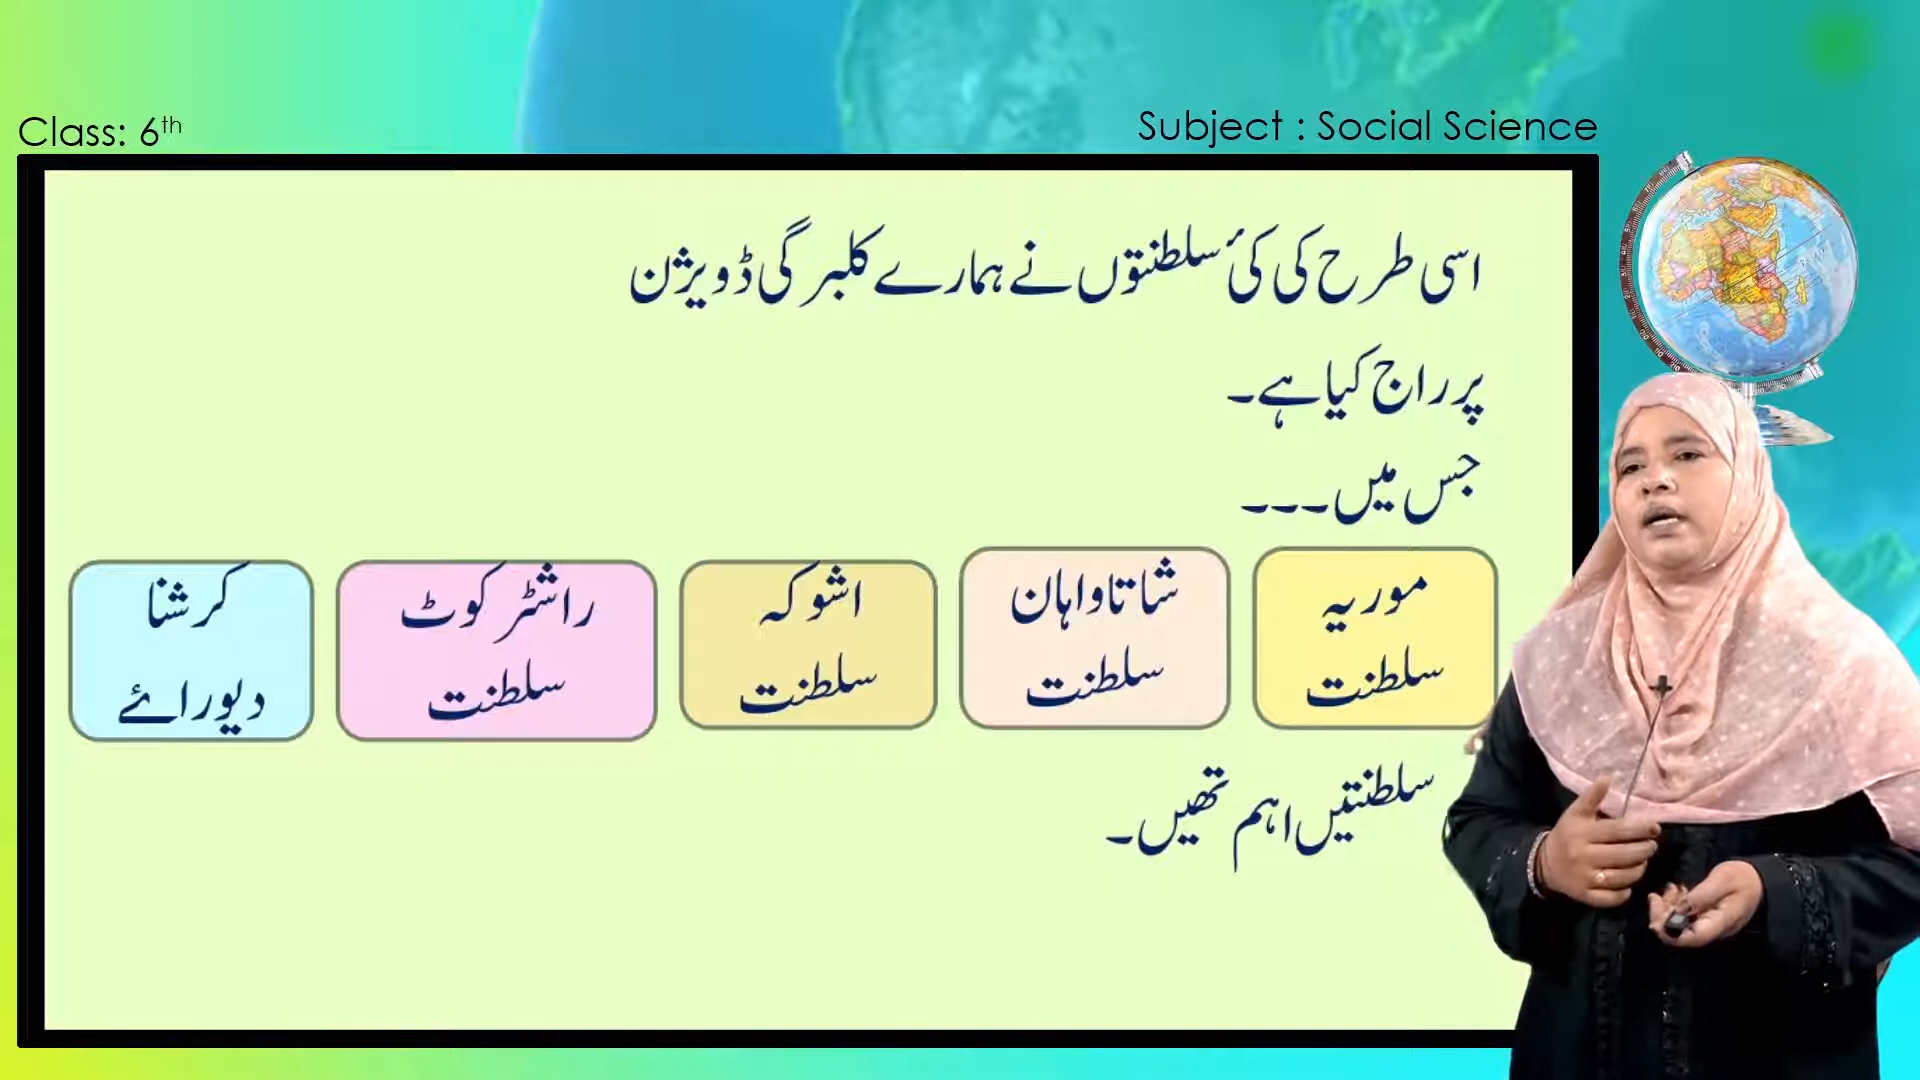 Class: 6th
Subject : Social Science
اسی طرح کی کئ سلطنتوں نے ہمارے کلبرگی ڈویژن
پر راج کیا ہے۔
جس میں۔۔۔
موریہ
سلطنت
شاتاواہان
سلطنت
اشوکہ
سلطنت
راشٹر کوٹ
سلطنت
کرشنا
دیورائے
سلطنتیں اہم تھیں۔